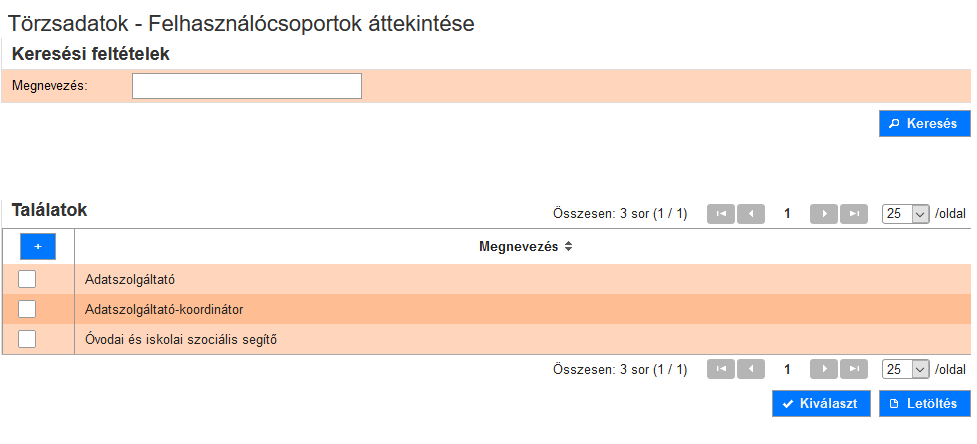 Törzsadatok - Felhasználócsoportok áttekintése
Keresési feltételek
Megnevezés:
Keresés
Találatok
Összesen: 3 sor (1 / 1) 1 25 /oldal
+ Megnevezés
Adatszolgáltató
Adatszolgáltató-koordinátor
Óvodai és iskolai szociális segítő
Összesen: 3 sor (1 / 1) 1 25 /oldal
Kiválaszt Letöltés